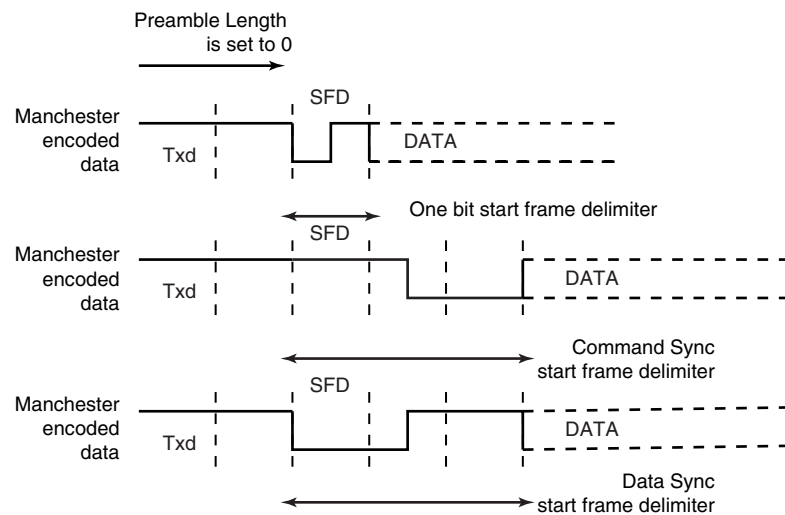 Preamble Length
is set to 0
SFD
Manchester
encoded
data
Txd
DATA
One bit start frame delimiter
SFD
Manchester
encoded
data
Txd
DATA
Command Sync
start frame delimiter
SFD
Manchester
encoded
data
Txd
DATA
Data Sync
start frame delimiter